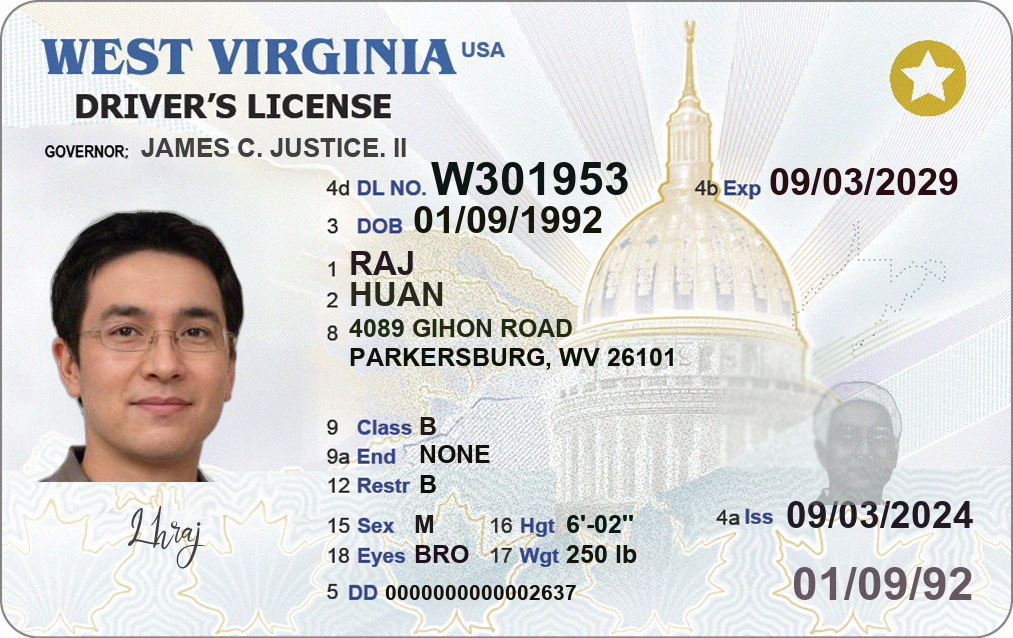 WEST VIRGINIA USA
DRIVER'S LICENSE
GOVERNOR: JAMES C. JUSTICE. II
4d DL NO. W301953 4b Exp 09/03/2029
3 DOB 01/09/1992
1 RAJ
2 HUAN
8 4089 GIHON ROAD
PARKERSBURG, WV 26101
9 Class B
9a End NONE
12 Restr B
15 Sex M 16 Hgt 6'-02" 4a Iss 09/03/2024
18 Eyes BRO 17 Wgt 250 lb
5 DD 0000000000002637
01/09/92